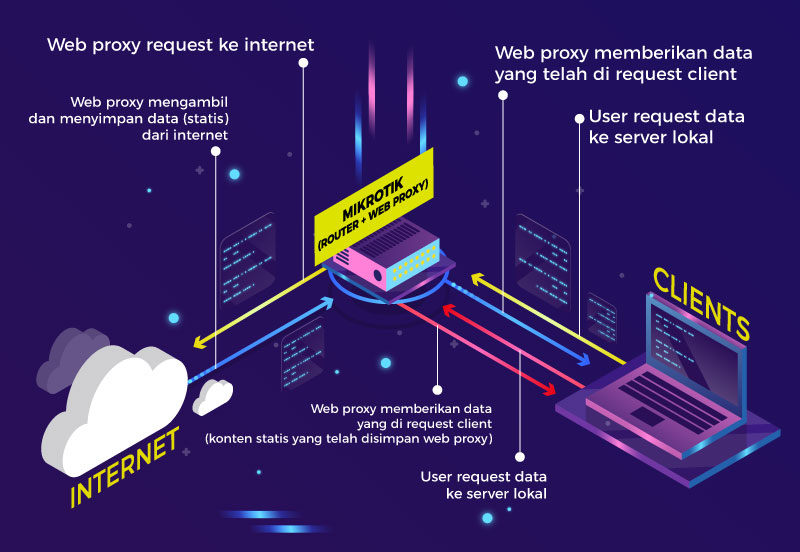 Web proxy request ke internet
Web proxy memberikan data
yang telah di request client
Web proxy mengambil
dan menyimpan data (statis)
dari internet
User request data
ke server lokal
MIKROTIK
(ROUTER + WEB PROXY)
CLIENTS
INTERNET
Web proxy memberikan data
yang di request client
(konten statis yang telah disimpan web proxy)
User request data
ke server lokal